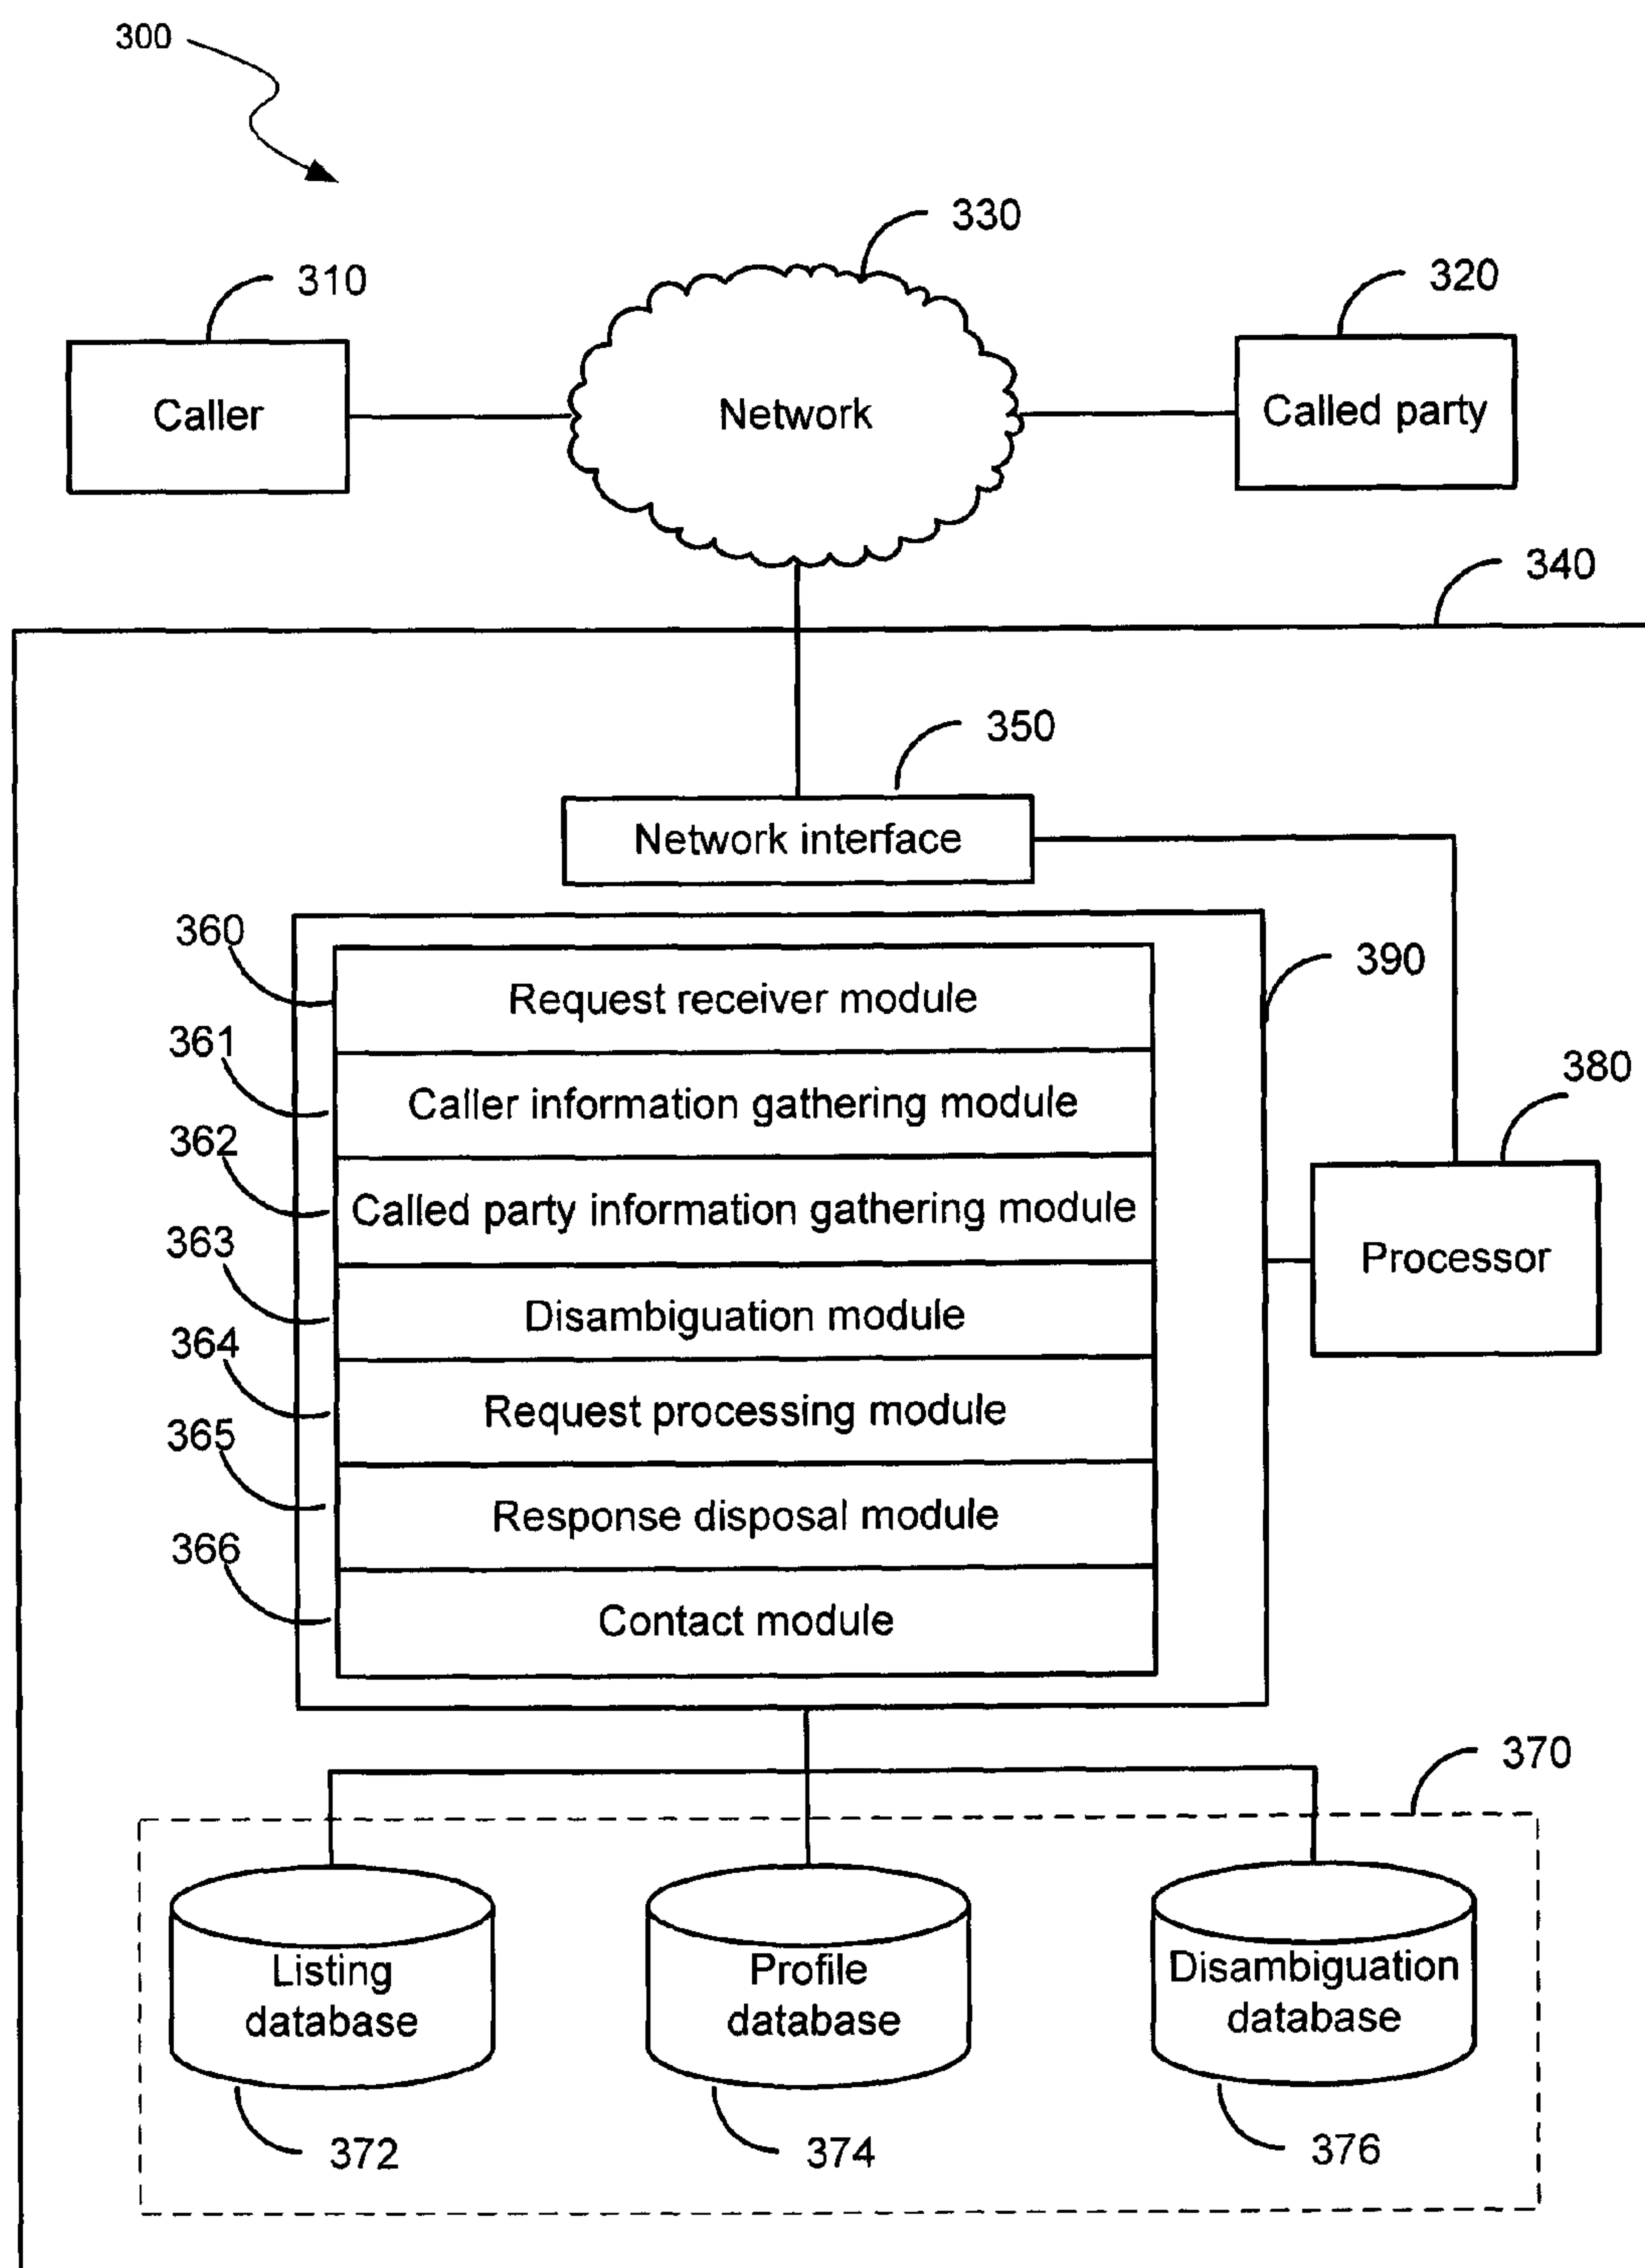 300
330
310
320
Caller
Network
Called party
340
350
Network interface
360
390
Request receiver module
361
Caller information gathering module
380
362
Called party information gathering module
363
Processor
Disambiguation module
364
Request processing module
365
Response disposal module
366
Contact module
370
Listing
database
Profile
database
Disambiguation
database
372
374
376